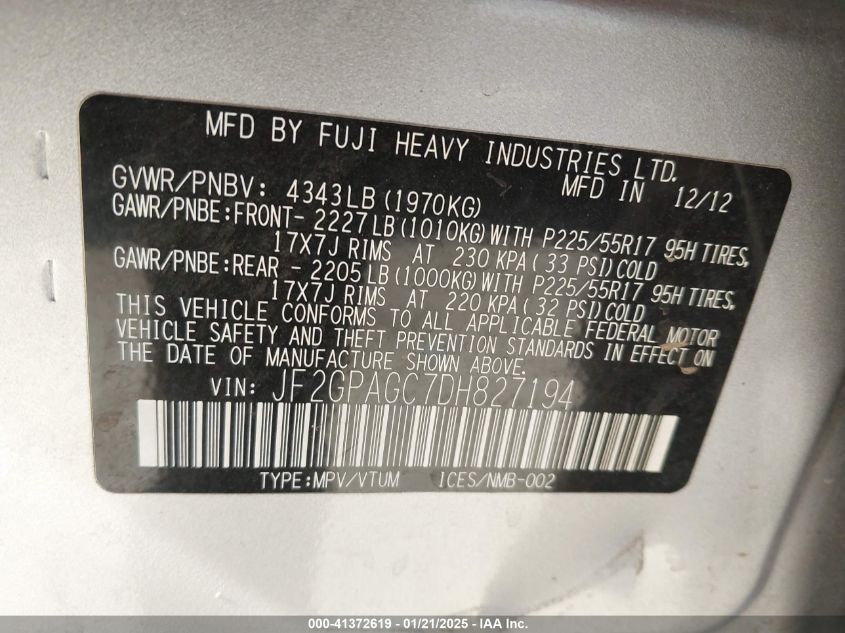 MFD BY FUJI HEAVY INDUSTRIES LTD.
MFD IN 12/12
GVWR/PNBV: 4343LB (1970KG)
GAWR/PNBE:FRONT- 2227LB (1010KG) WITH P225/55R17 95H TIRES,
17X7J RIMS AT 230 KPA( 33 PSI) COLD
GAWR/PNBE:REAR - 2205LB (1000KG) WITH P225/55R17 95H TIRES,
17X7J RIMS AT 220 KPA( 32 PSI) COLD
THIS VEHICLE CONFORMS TO ALL APPLICABLE FEDERAL MOTOR
VEHICLE SAFETY AND THEFT PREVENTION STANDARDS IN EFFECT ON
THE DATE OF MANUFACTURE SHOWN ABOVE.
VIN: JF2GPAGC7DH827194
TYPE:MPV/VTUM ICES/NMB-002
000-41372619 - 01/21/2025 - IAA Inc.